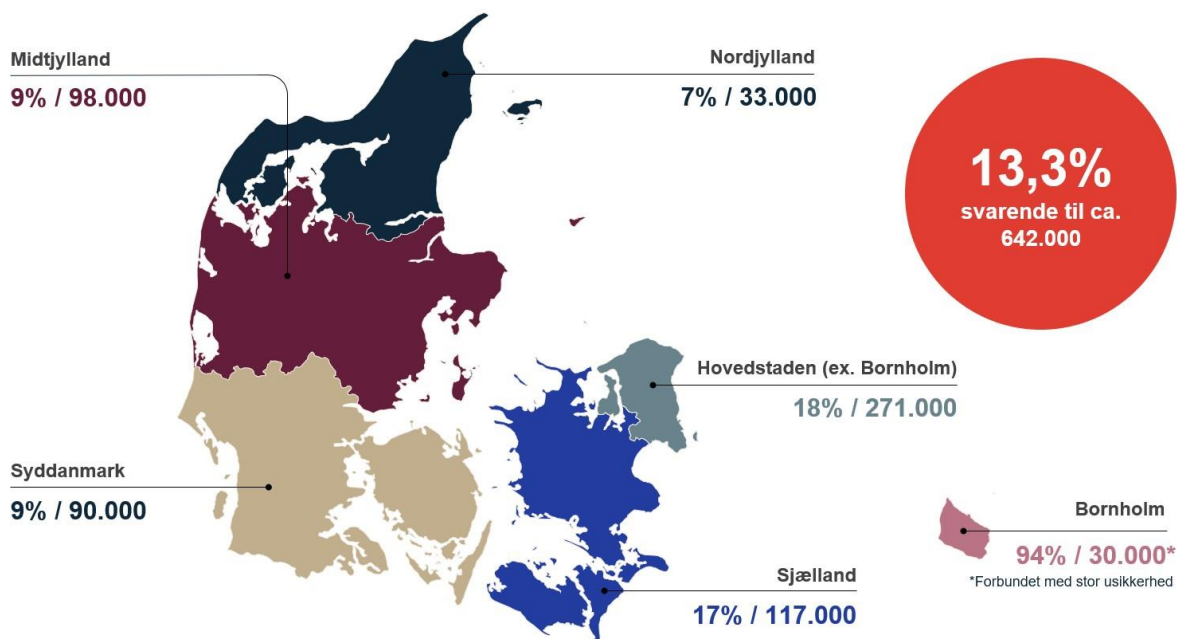 Midtjylland
9% / 98.000
Nordjylland
7% / 33.000
13,3%
svarende til ca.
642.000
Hovedstaden (ex. Bornholm)
18% / 271.000
Syddanmark
9% / 90.000
Bornholm
94% / 30.000*
*Forbundet med stor usikkerhed
Sjælland
17% / 117.000